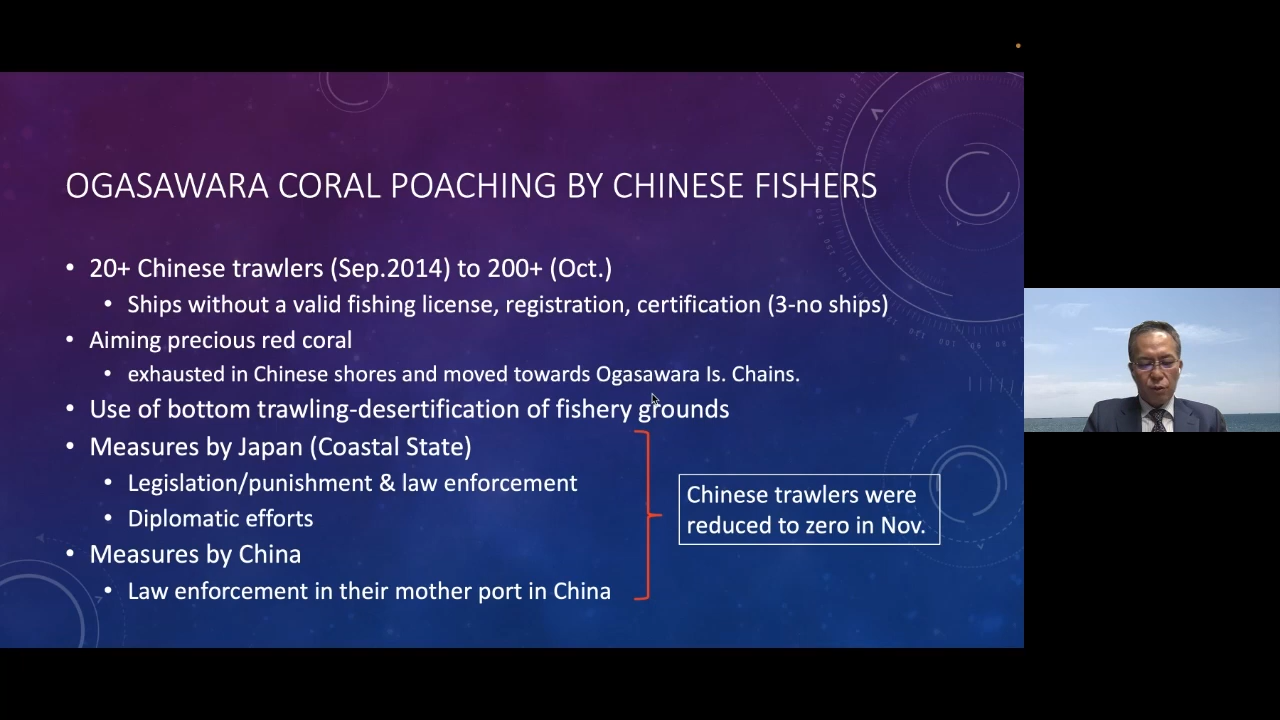 OGASAWARA CORAL POACHING BY CHINESE FISHERS
• 20+ Chinese trawlers (Sep.2014) to 200+ (Oct.)
• Ships without a valid fishing license, registration, certification (3-no ships)
• Aiming precious red coral
• exhausted in Chinese shores and moved towards Ogasawara Is. Chains.
• Use of bottom trawling-desertification of fishery grounds
• Measures by Japan (Coastal State)
• Legislation/punishment & law enforcement
• Diplomatic efforts
• Measures by China
• Law enforcement in their mother port in China
Chinese trawlers were
reduced to zero in Nov.